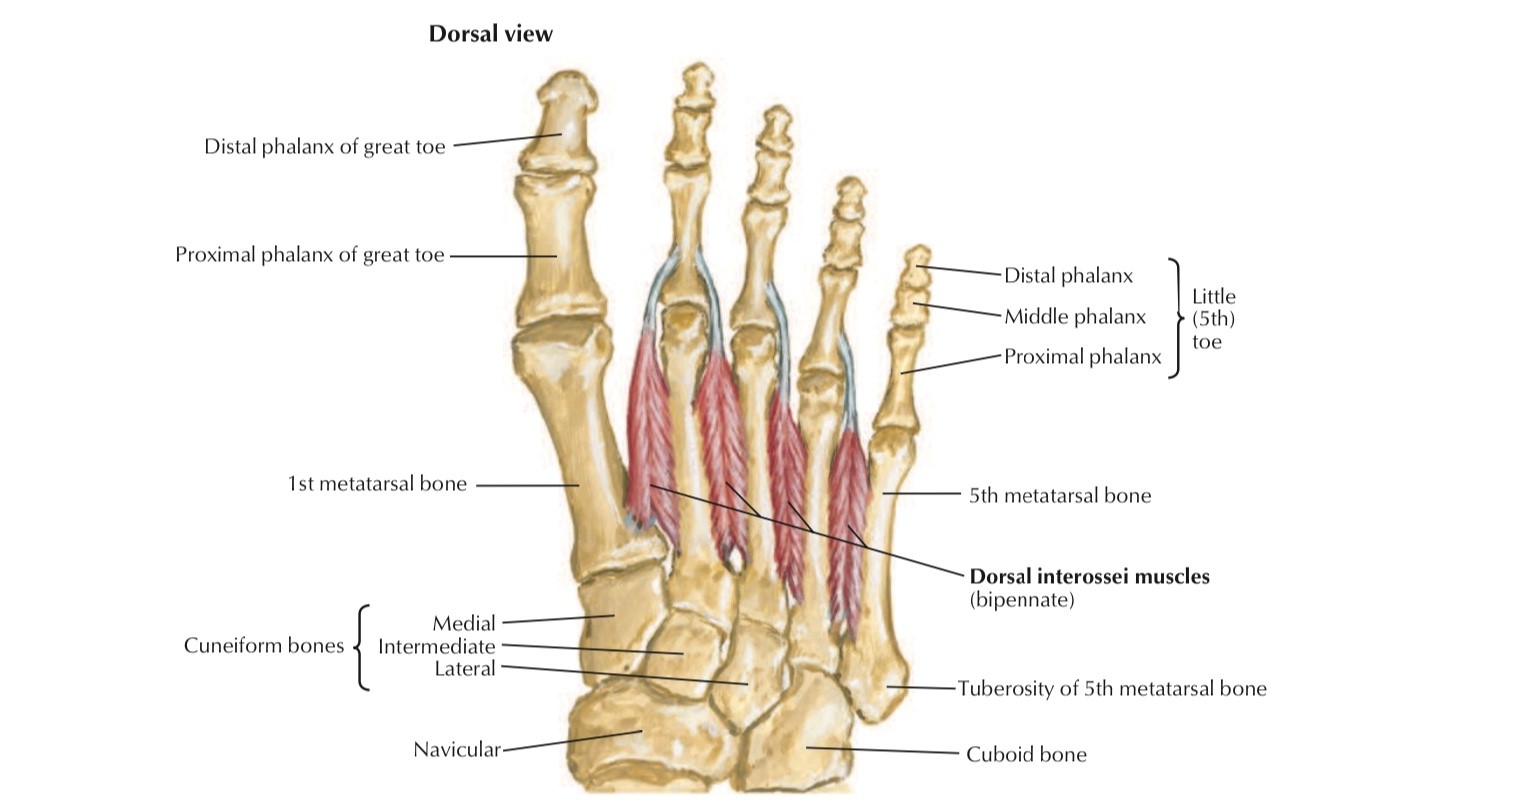 Dorsal view
Distal phalanx of great toe
Proximal phalanx of great toe
Distal phalanx
Middle phalanx
Proximal phalanx
Little
(5th)
toe
1st metatarsal bone
5th metatarsal bone
Dorsal interossei muscles
(bipennate)
Cuneiform bones
Medial
Intermediate
Lateral
Tuberosity of 5th metatarsal bone
Navicular
Cuboid bone